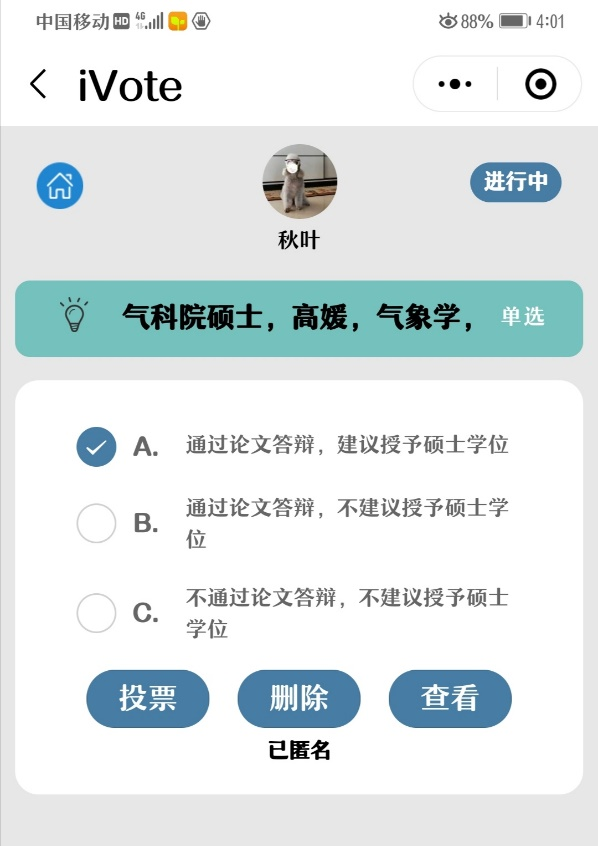 中国移动 HD 4G 88% 4:01
iVote
进行中
秋叶
气科院硕士，高媛，气象学， 单选
A. 通过论文答辩，建议授予硕士学位
B. 通过论文答辩，不建议授予硕士学
位
C. 不通过论文答辩，不建议授予硕士
学位
投票 删除 查看
已匿名